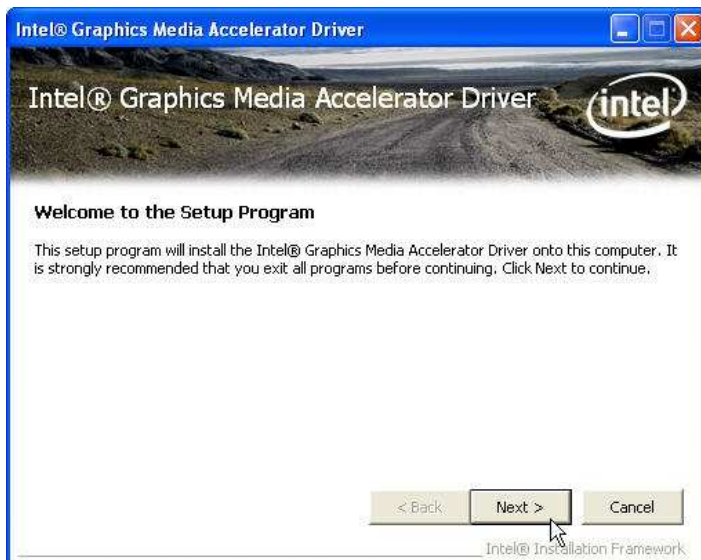 Intel® Graphics Media Accelerator Driver
Intel® Graphics Media Accelerator Driver
intel
Welcome to the Setup Program
This setup program will install the Intel® Graphics Media Accelerator Driver onto this computer. It
is strongly recommended that you exit all programs before continuing. Click Next to continue.
< Back Next > Cancel
Intel® Installation Framework